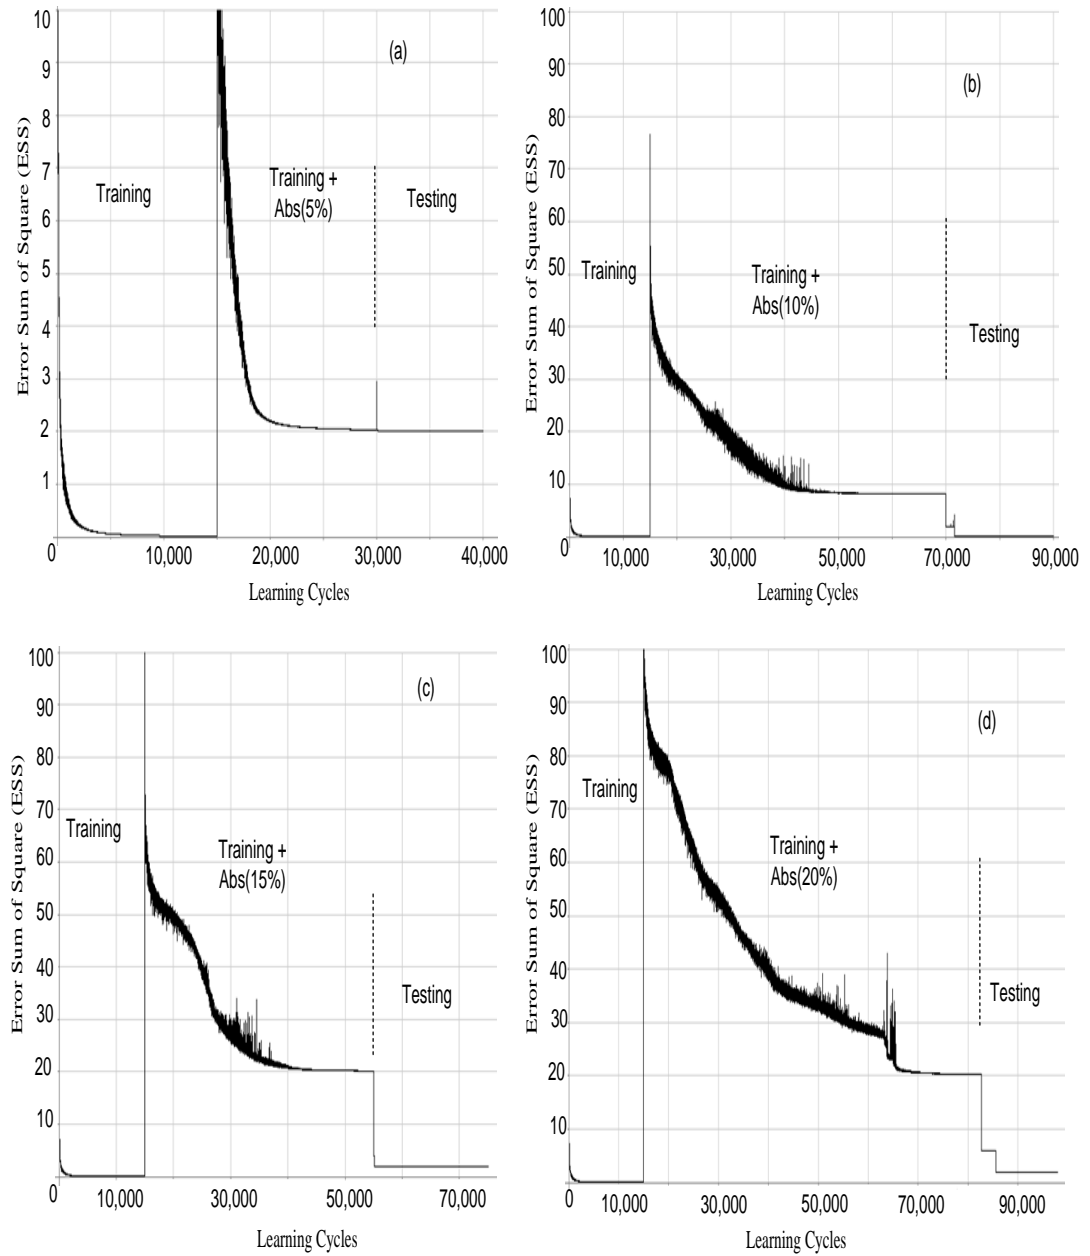 10
9
8
7
6
5
4
3
2
1
0
Error Sum of Square (ESS)
(a)
Training
Training +
Abs(5%)
Testing
10,000
20,000
30,000
40,000
Learning Cycles
100
90
80
70
60
50
40
30
20
10
0
Error Sum of Square (ESS)
(b)
Training
Training +
Abs(10%)
Testing
10,000
30,000
50,000
70,000
90,000
Learning Cycles
100
90
80
70
60
50
40
30
20
10
0
Error Sum of Square (ESS)
(c)
Training
Training +
Abs(15%)
Testing
10,000
30,000
50,000
70,000
Learning Cycles
100
90
80
70
60
50
40
30
20
10
0
Error Sum of Square (ESS)
(d)
Training
Training +
Abs(20%)
Testing
10,000
30,000
50,000
70,000
90,000
Learning Cycles